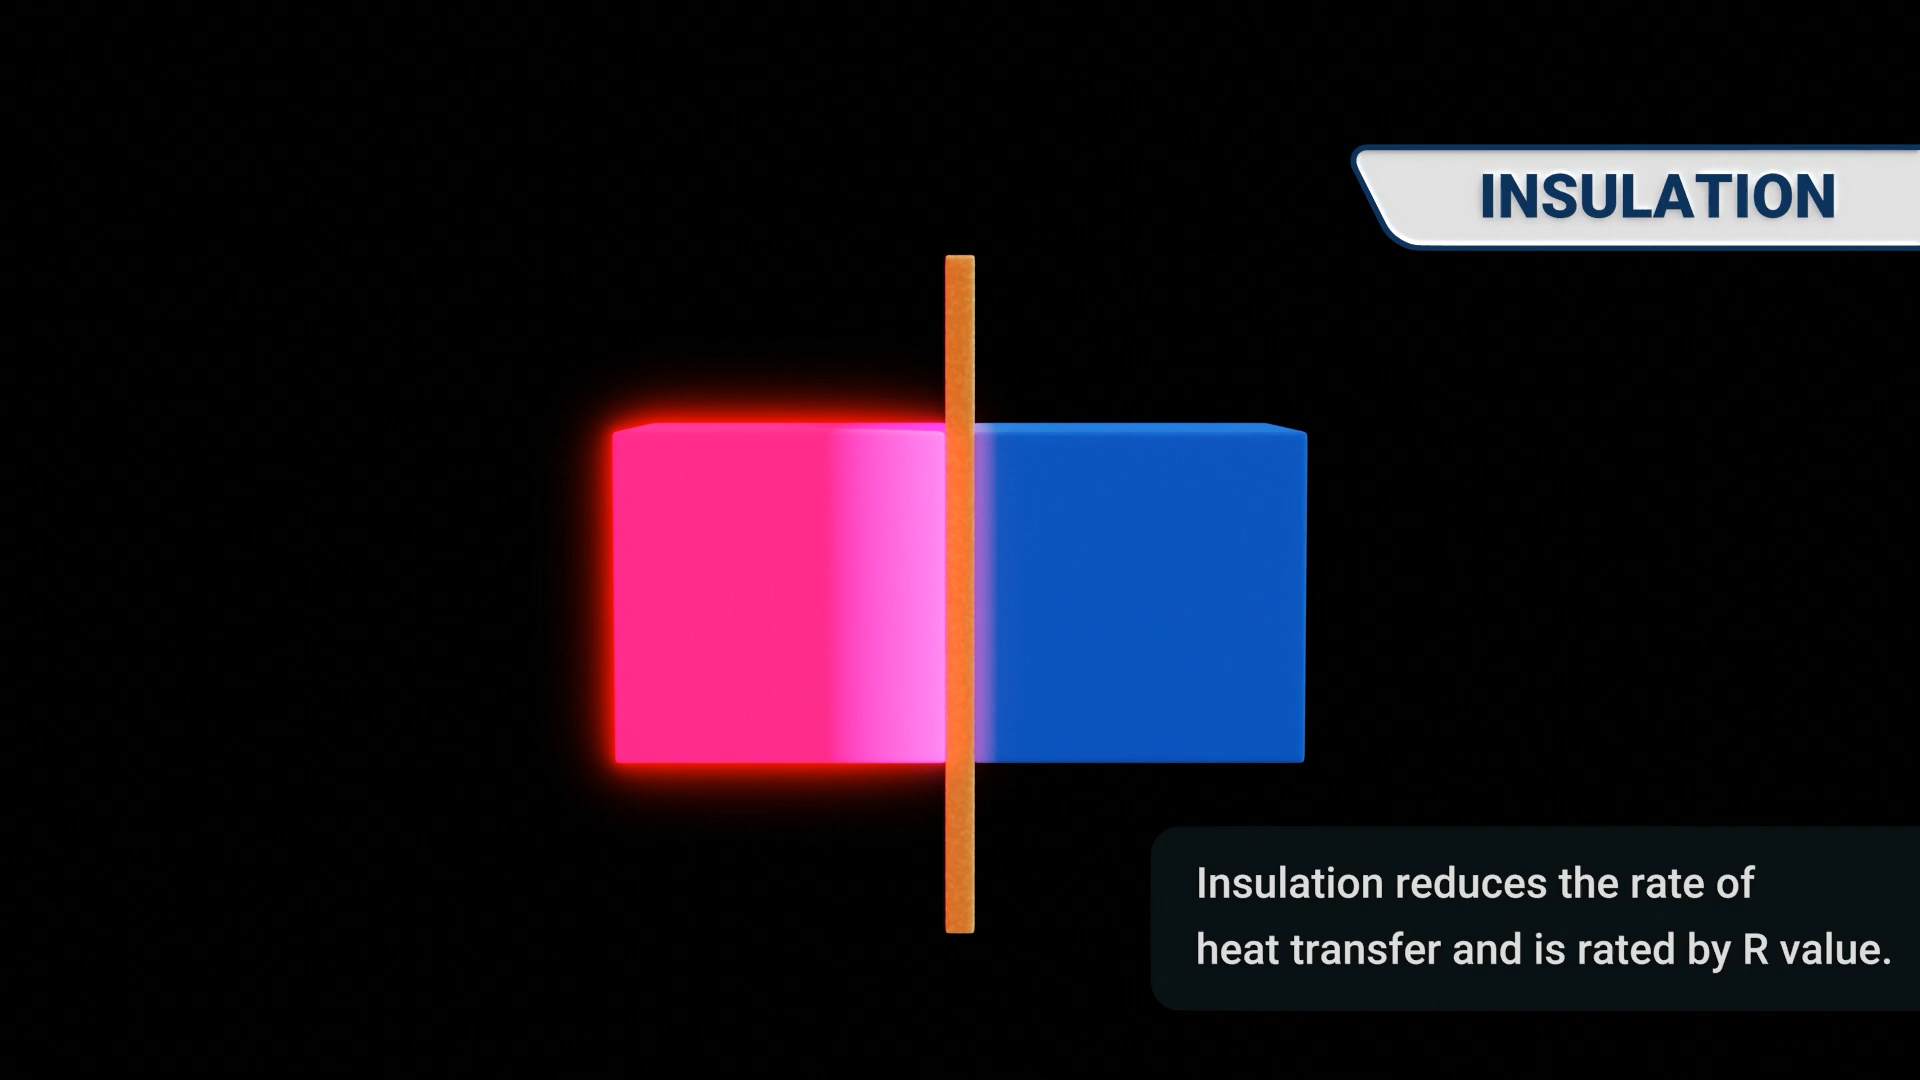 INSULATION
Insulation reduces the rate of
heat transfer and is rated by R value.